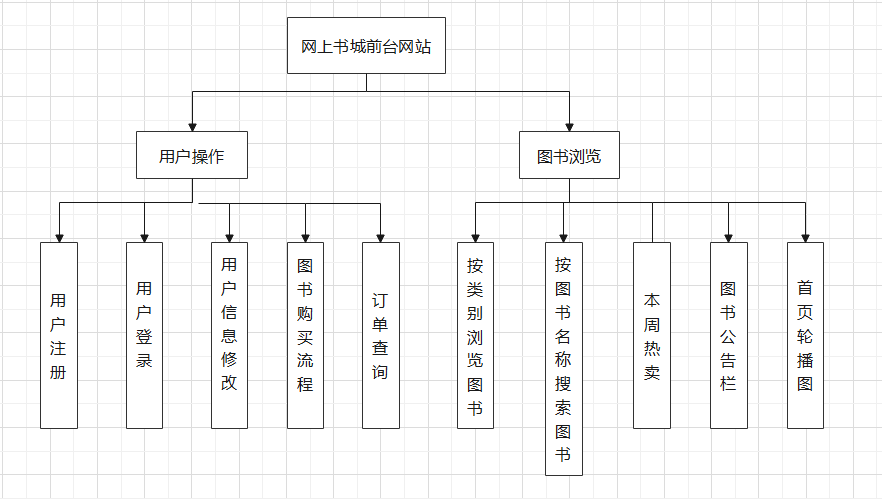 网上书城前台网站
用户操作
图书浏览
用户注册
用户登录
用户信息修改
图书购买流程
订单查询
按类别浏览图书
按图书名称搜索图书
本周热卖
图书公告栏
首页轮播图